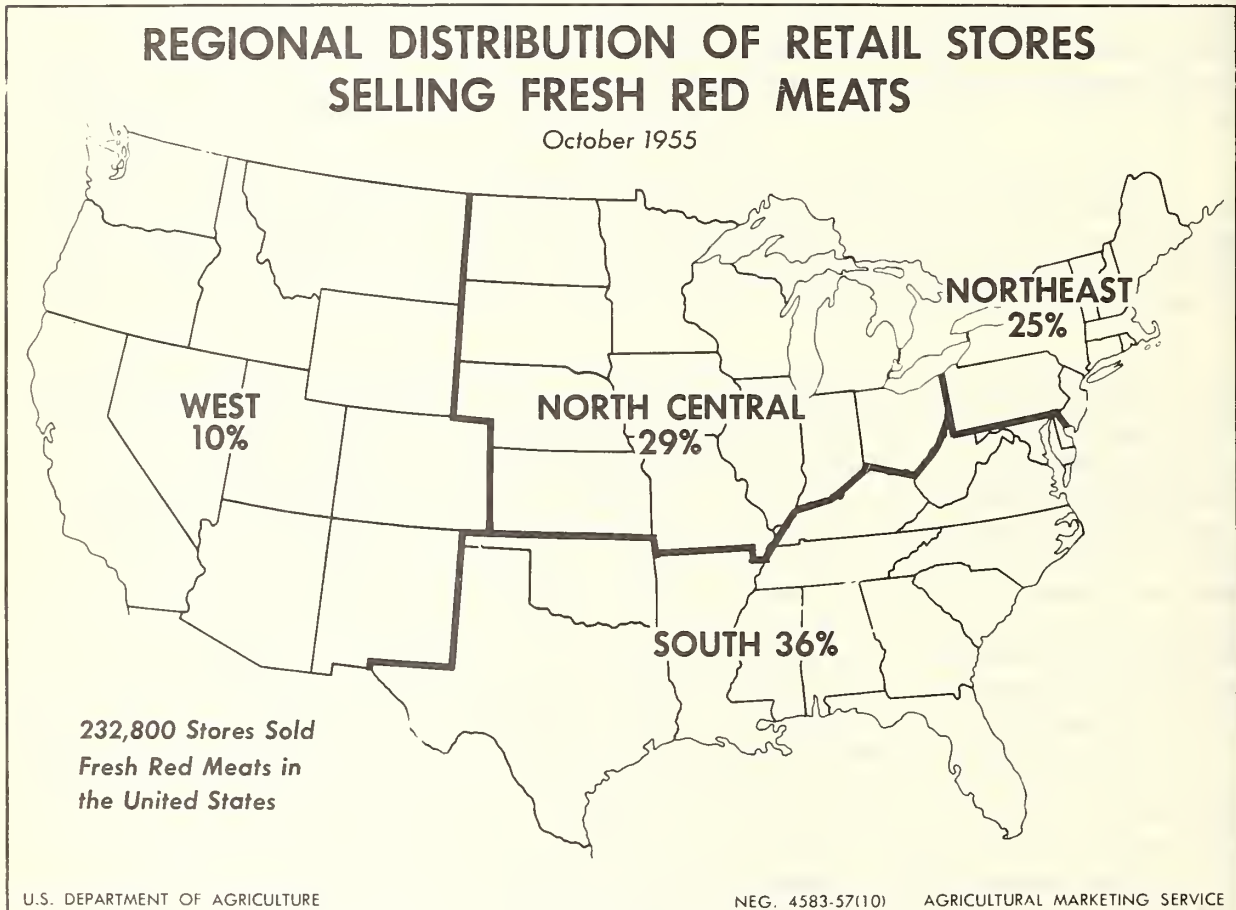 REGIONAL DISTRIBUTION OF RETAIL STORES
SELLING FRESH RED MEATS
October 1955
NORTHEAST
25%
WEST
10%
NORTH CENTRAL
29%
SOUTH 36%
232,800 Stores Sold
Fresh Red Meats in
the United States
U.S. DEPARTMENT OF AGRICULTURE
NEG. 4583-57(10) AGRICULTURAL MARKETING SERVICE